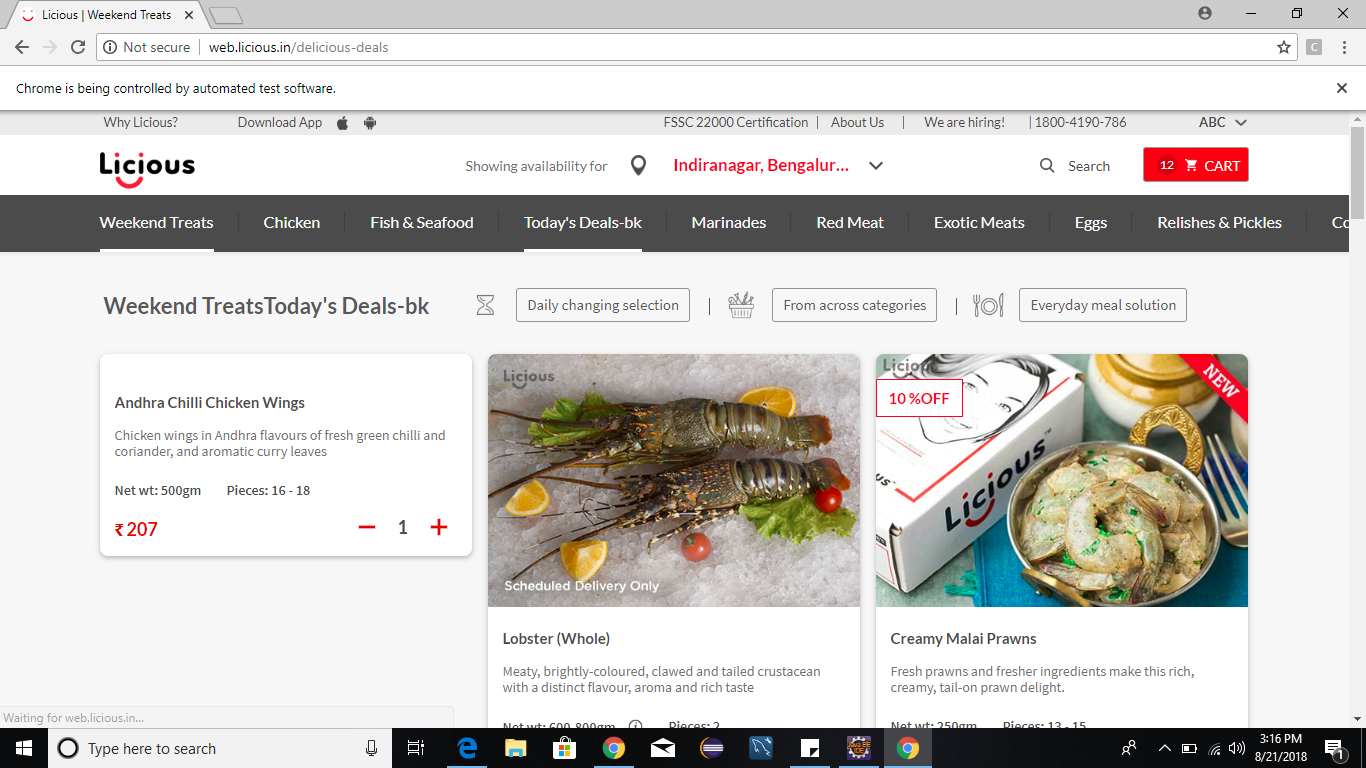 Licious | Weekend Treats
Not secure | web.licious.in/delicious-deals
C
Chrome is being controlled by automated test software.
Why Licious? Download App FSSC 22000 Certification | About Us | We are hiring! | 1800-4190-786 ABC
Licious Showing availability for Indiranagar, Bengalur... Search 12 CART
Weekend Treats Chicken Fish & Seafood Today's Deals-bk Marinades Red Meat Exotic Meats Eggs Relishes & Pickles Co
Weekend TreatsToday's Deals-bk Daily changing selection | From across categories | Everyday meal solution
Andhra Chilli Chicken Wings
Chicken wings in Andhra flavours of fresh green chilli and
coriander, and aromatic curry leaves
Net wt: 500gm Pieces: 16 - 18
₹ 207 1
Licious
Scheduled Delivery Only
Lobster (Whole)
Meaty, brightly-coloured, clawed and tailed crustacean
with a distinct flavour, aroma and rich taste
Net wt: 600-800gm Pieces: 2
Licious
NEW
10 %OFF
Licious™
Creamy Malai Prawns
Fresh prawns and fresher ingredients make this rich,
creamy, tail-on prawn delight.
Net wt: 250gm Pieces: 13 - 15
Waiting for web.licious.in...
Type here to search
3:16 PM
8/21/2018
1